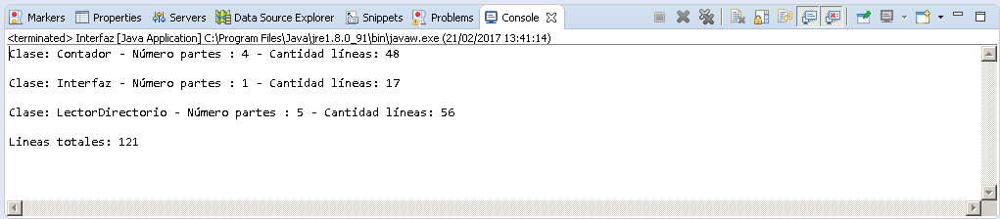 Markers Properties Servers Data Source Explorer Snippets Problems Console
<terminated> Interfaz [Java Application] C:\Program Files\Java\jre1.8.0_91\bin\javaw.exe (21/02/2017 13:41:14)
Clase: Contador - Número partes : 4 - Cantidad líneas: 48
Clase: Interfaz - Número partes : 1 - Cantidad líneas: 17
Clase: LectorDirectorio - Número partes : 5 - Cantidad líneas: 56
Lineas totales: 121